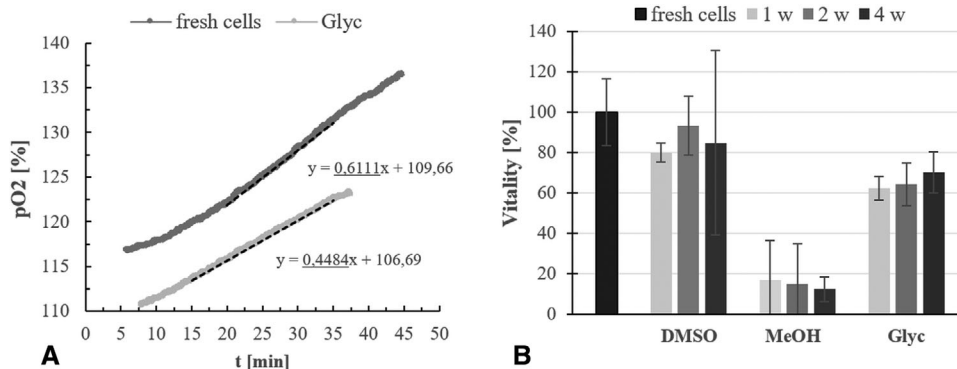 fresh cells Glyc
140
135
130
125
120
115
110
pO2 [%]
y = 0,6111x + 109,66
y = 0,4484x + 106,69
0 5 10 15 20 25 30 35 40 45 50
t [min]
A
fresh cells 1 w 2 w 4 w
140
120
100
80
60
40
20
0
Vitality [%]
DMSO MeOH Glyc
B